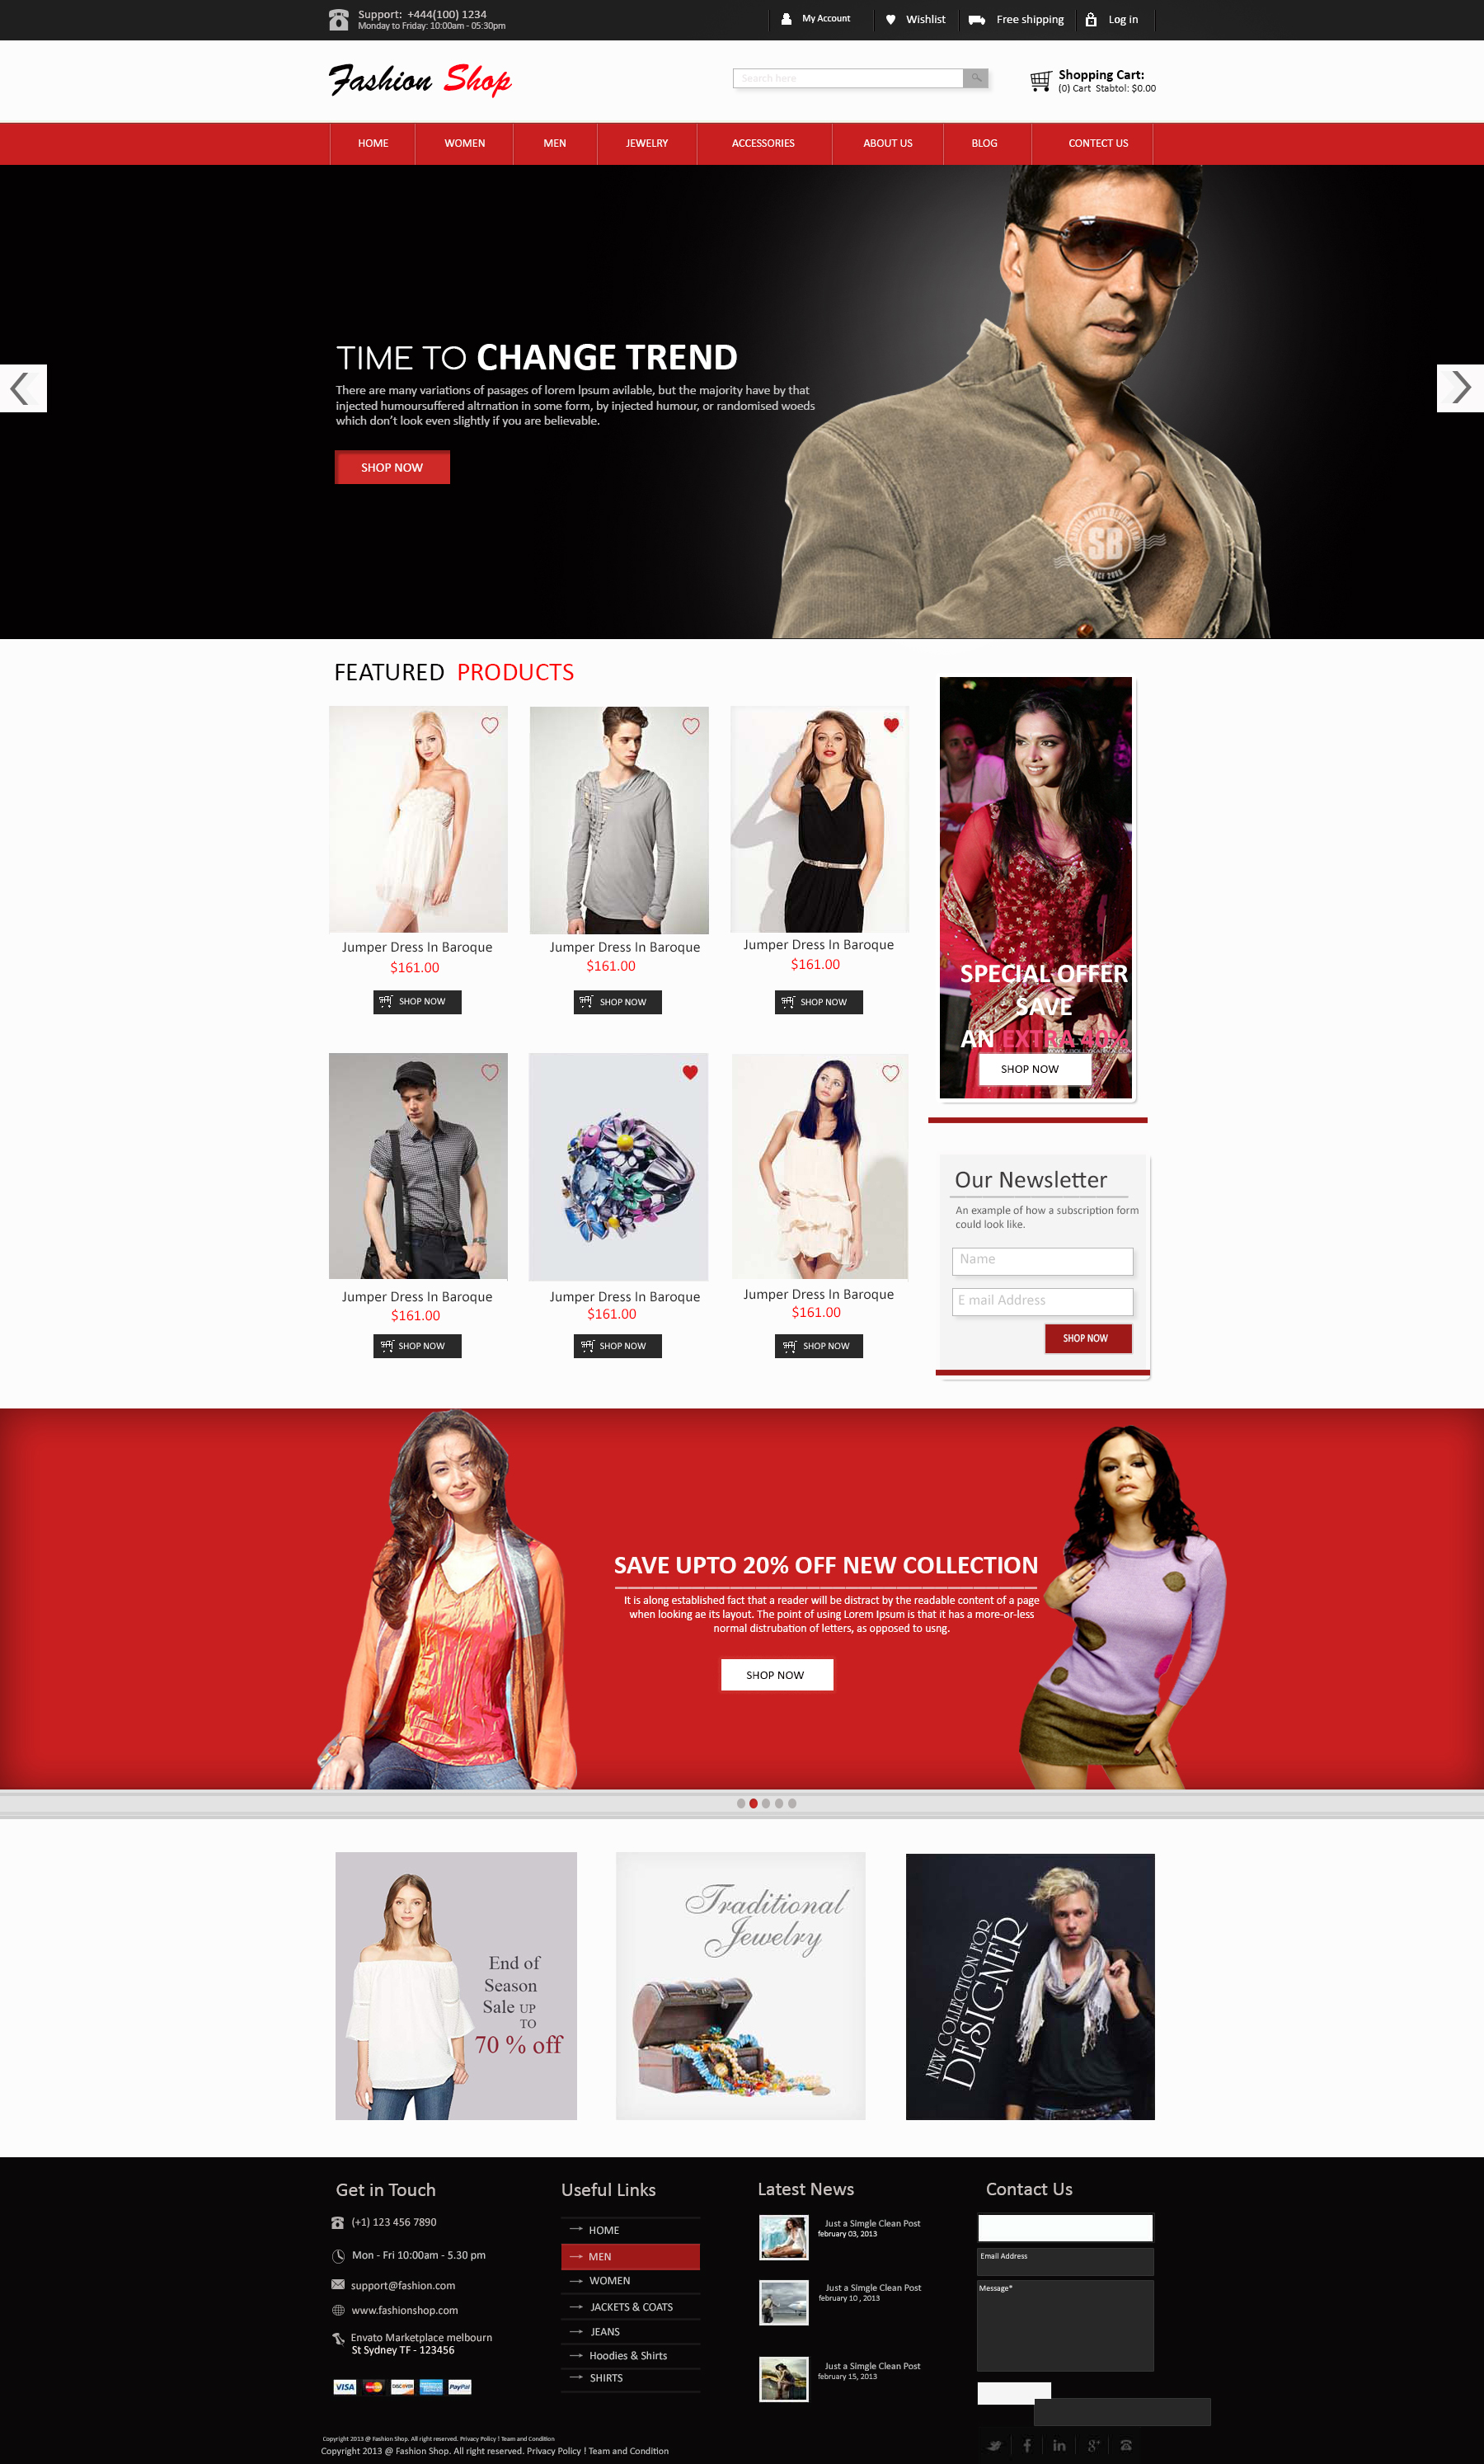 Support: +444(100) 1234
Monday to Friday: 10:00am - 05:30pm
My Account
Wishlist
Free shipping
Log in
Fashion Shop
Search here
Shopping Cart:
(0) Cart Stabtol: $0.00
HOME
WOMEN
MEN
JEWELRY
ACCESSORIES
ABOUT US
BLOG
CONTECT US
TIME TO CHANGE TREND
There are many variations of pasages of lorem Ipsum avilable, but the majority have by that
injected humoursuffered altrnation in some form, by injected humour, or randomised woeds
which don't look even slightly if you are believable.
SHOP NOW
SB
FEATURED PRODUCTS
Jumper Dress In Baroque
$161.00
SHOP NOW
Jumper Dress In Baroque
$161.00
SHOP NOW
Jumper Dress In Baroque
$161.00
SHOP NOW
Jumper Dress In Baroque
$161.00
SHOP NOW
Jumper Dress In Baroque
$161.00
SHOP NOW
Jumper Dress In Baroque
$161.00
SHOP NOW
SPECIAL OFFER
SAVE
AN EXTRA 40%
SHOP NOW
Our Newsletter
An example of how a subscription form
could look like.
Name
E mail Address
SHOP NOW
SAVE UPTO 20% OFF NEW COLLECTION
It is along established fact that a reader will be distract by the readable content of a page
when looking ae its layout. The point of using Lorem Ipsum is that it has a more-or-less
normal distrubation of letters, as opposed to usng.
SHOP NOW
End of
Season
Sale UP
TO
70 % off
Traditional
Jewelry
NEW COLLECTION FOR
DESIGNER
Get in Touch
(+1) 123 456 7890
Mon - Fri 10:00am - 5.30 pm
support@fashion.com
www.fashionshop.com
Envato Marketplace melbourn
St Sydney TF - 123456
VISA
MasterCard
DISCOVER
PayPal
Useful Links
HOME
MEN
WOMEN
JACKETS & COATS
JEANS
Hoodies & Shirts
SHIRTS
Latest News
Just a Simgle Clean Post
february 03, 2013
Just a Simgle Clean Post
february 10 , 2013
Just a Simgle Clean Post
february 15, 2013
Contact Us
Email Address
Message*
Copyright 2013 @ Fashion Shop. All right reserved. Privacy Policy ! Team and Condition
Copyright 2013 @ Fashion Shop. All right reserved. Privacy Policy ! Team and Condition